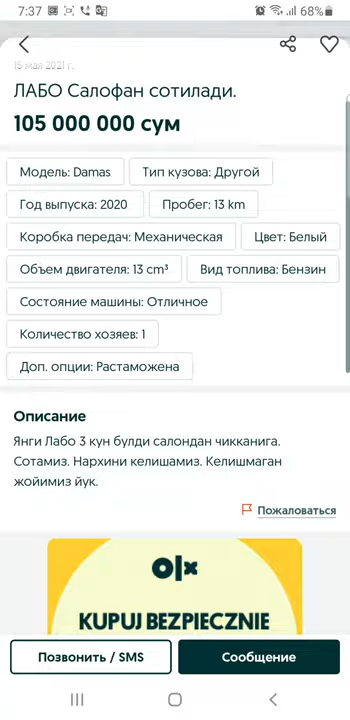 7:37
68%
15 мая 2021 г.
ЛАБО Салофан сотилади.
105 000 000 сум
Модель: Damas
Тип кузова: Другой
Год выпуска: 2020
Пробег: 13 km
Коробка передач: Механическая
Цвет: Белый
Объем двигателя: 13 cm³
Вид топлива: Бензин
Состояние машины: Отличное
Количество хозяев: 1
Доп. опции: Растаможена
Описание
Янги Лабо 3 кун булди салондан чикканига.
Сотамиз. Нархини келишамиз. Келишмаган
жойимиз йук.
Пожаловаться
olx
KUPUJ BEZPIECZNIE
Позвонить / SMS
Сообщение